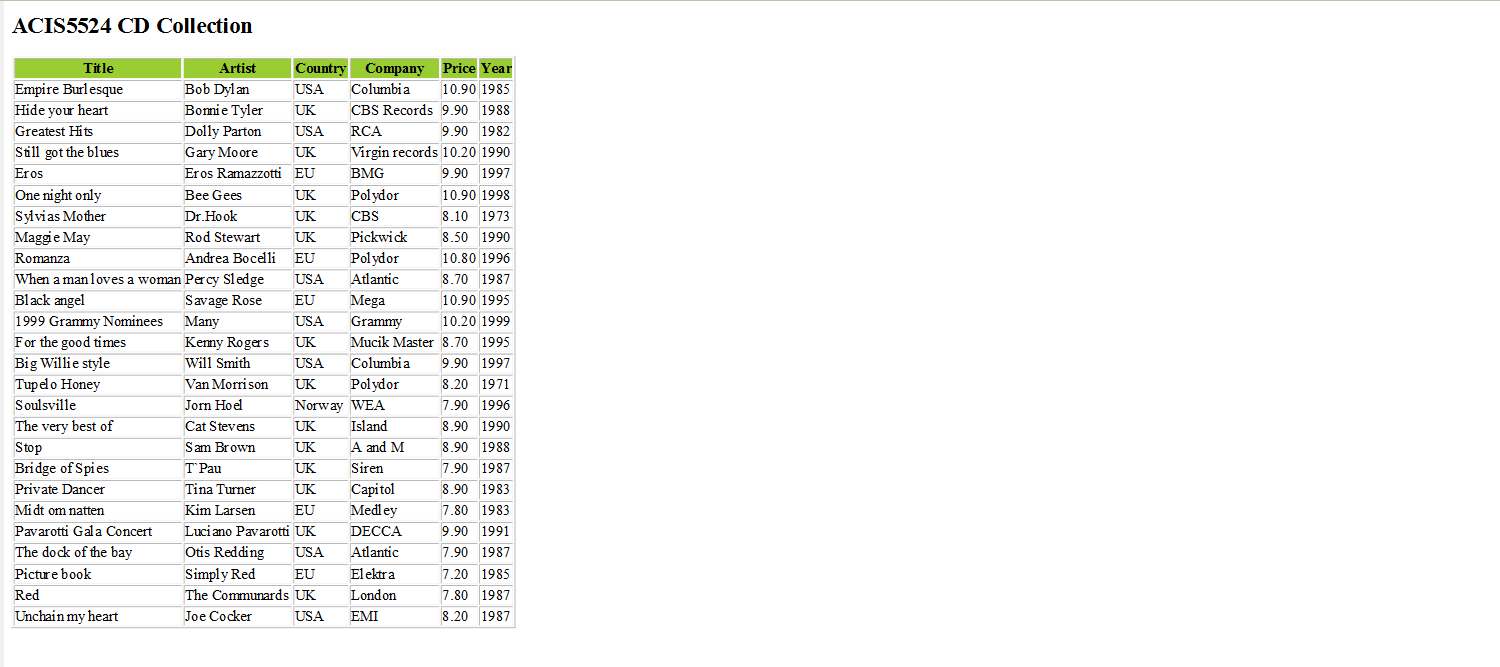 ACIS5524 CD Collection
Title Artist Country Company Price Year
Empire Burlesque Bob Dylan USA Columbia 10.90 1985
Hide your heart Bonnie Tyler UK CBS Records 9.90 1988
Greatest Hits Dolly Parton USA RCA 9.90 1982
Still got the blues Gary Moore UK Virgin records 10.20 1990
Eros Eros Ramazzotti EU BMG 9.90 1997
One night only Bee Gees UK Polydor 10.90 1998
Sylvias Mother Dr.Hook UK CBS 8.10 1973
Maggie May Rod Stewart UK Pickwick 8.50 1990
Romanza Andrea Bocelli EU Polydor 10.80 1996
When a man loves a woman Percy Sledge USA Atlantic 8.70 1987
Black angel Savage Rose EU Mega 10.90 1995
1999 Grammy Nominees Many USA Grammy 10.20 1999
For the good times Kenny Rogers UK Mucik Master 8.70 1995
Big Willie style Will Smith USA Columbia 9.90 1997
Tupelo Honey Van Morrison UK Polydor 8.20 1971
Soulsville Jorn Hoel Norway WEA 7.90 1996
The very best of Cat Stevens UK Island 8.90 1990
Stop Sam Brown UK A and M 8.90 1988
Bridge of Spies T`Pau UK Siren 7.90 1987
Private Dancer Tina Turner UK Capitol 8.90 1983
Midt om natten Kim Larsen EU Medley 7.80 1983
Pavarotti Gala Concert Luciano Pavarotti UK DECCA 9.90 1991
The dock of the bay Otis Redding USA Atlantic 7.90 1987
Picture book Simply Red EU Elektra 7.20 1985
Red The Communards UK London 7.80 1987
Unchain my heart Joe Cocker USA EMI 8.20 1987